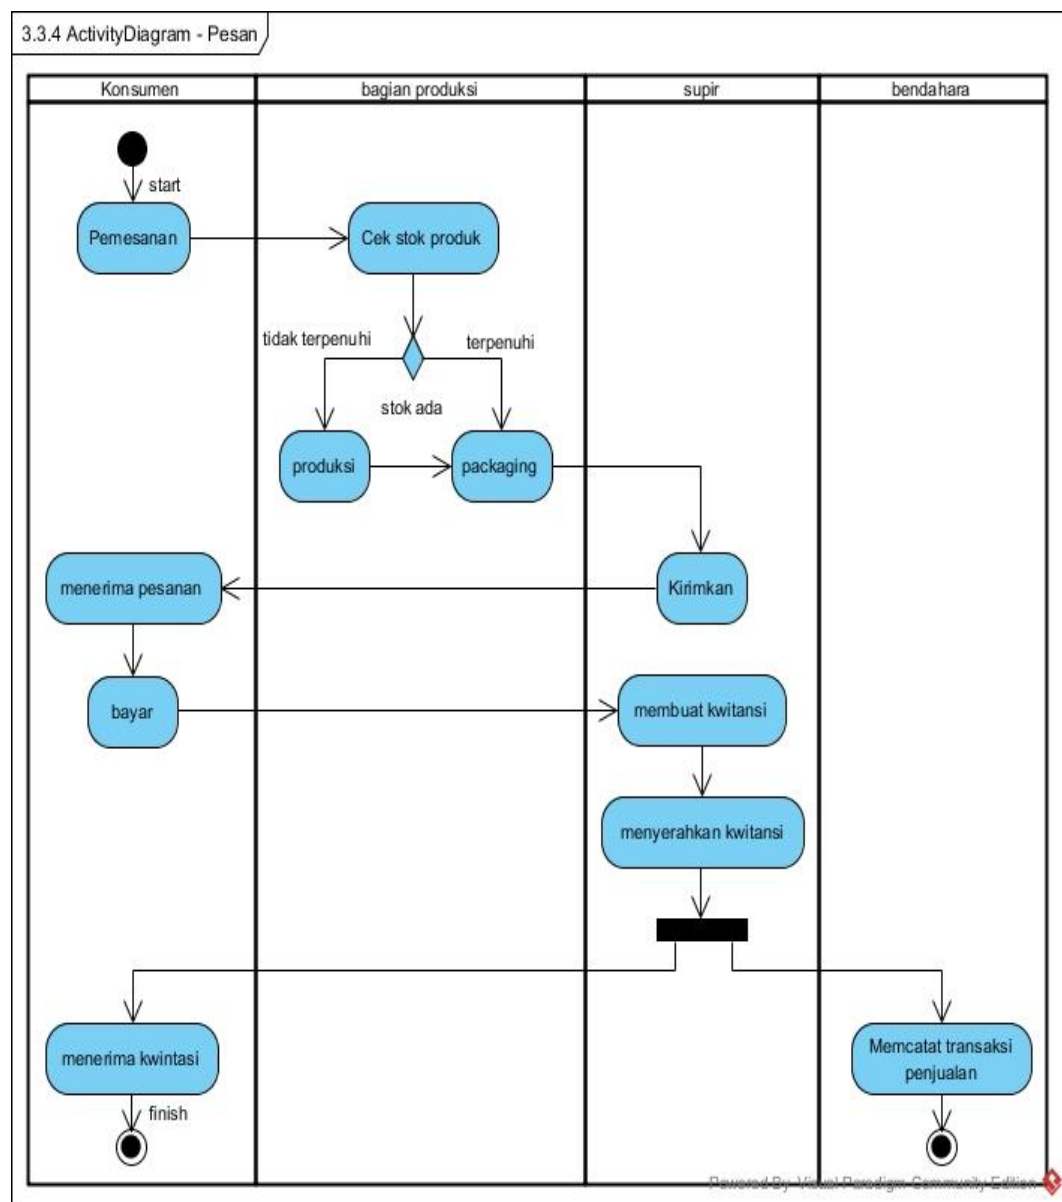 3.3.4 ActivityDiagram - Pesan
Konsumen
bagian produksi
supir
bendahara
start
Pemesanan
Cek stok produk
tidak terpenuhi
terpenuhi
stok ada
produksi
packaging
menerima pesanan
Kirimkan
bayar
membuat kwitansi
menyerahkan kwitansi
menerima kwintasi
Memcatat transaksi
penjualan
finish
Powered By Visual Paradigm Community Edition